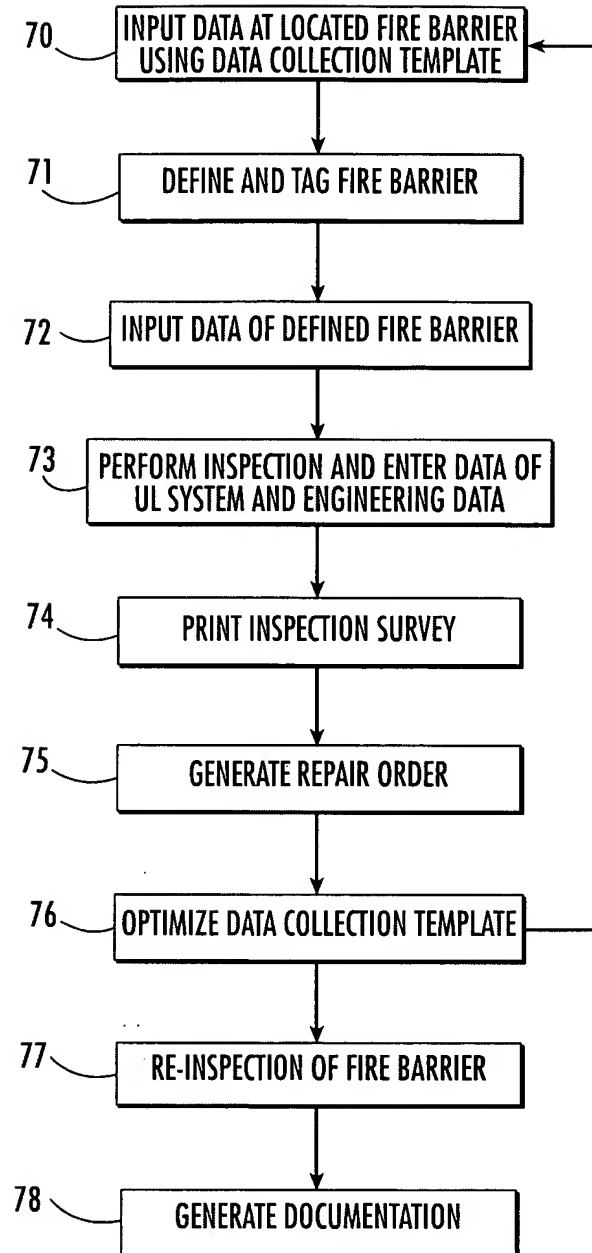 70
INPUT DATA AT LOCATED FIRE BARRIER
USING DATA COLLECTION TEMPLATE
71
DEFINE AND TAG FIRE BARRIER
72
INPUT DATA OF DEFINED FIRE BARRIER
73
PERFORM INSPECTION AND ENTER DATA OF
UL SYSTEM AND ENGINEERING DATA
74
PRINT INSPECTION SURVEY
75
GENERATE REPAIR ORDER
76
OPTIMIZE DATA COLLECTION TEMPLATE
77
RE-INSPECTION OF FIRE BARRIER
78
GENERATE DOCUMENTATION